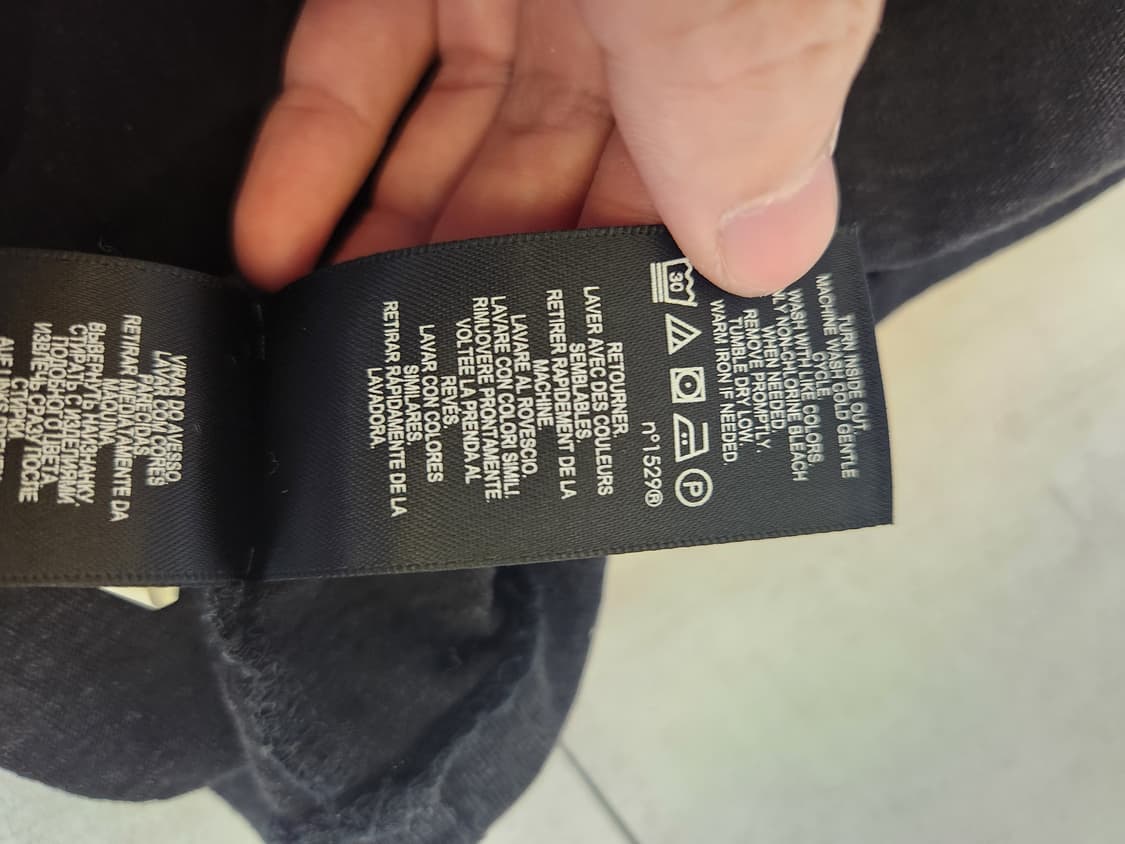 TURN INSIDE OUT.
MACHINE WASH COLD GENTLE
CYCLE.
WASH WITH LIKE COLORS.
NLY NON-CHLORINE BLEACH
WHEN NEEDED.
REMOVE PROMPTLY.
TUMBLE DRY LOW.
WARM IRON IF NEEDED.
30
P
n°1529®
RETOURNER.
LAVER AVEC DES COULEURS
SEMBLABLES.
RETIRER RAPIDEMENT DE LA
MACHINE.
LAVARE AL ROVESCIO.
LAVARE CON COLORI SIMILI.
RIMUOVERE PRONTAMENTE.
VOLTEE LA PRENDA AL
REVES.
LAVAR CON COLORES
SIMILARES.
RETIRAR RAPIDAMENTE DE LA
LAVADORA.
VIRAR DO AVESSO.
LAVAR COM CORES
PARECIDAS.
RETIRAR IMEDIATAMENTE DA
MÁQUINA.
ВЫВЕРНУТЬ НАИЗНАНКУ.
СТИРАТЬ С ИЗДЕЛИЯМИ
ПОДОБНОГО ЦВЕТА.
ИЗВЛЕЧЬ СРАЗУ ПОСЛЕ
СТИРКИ.